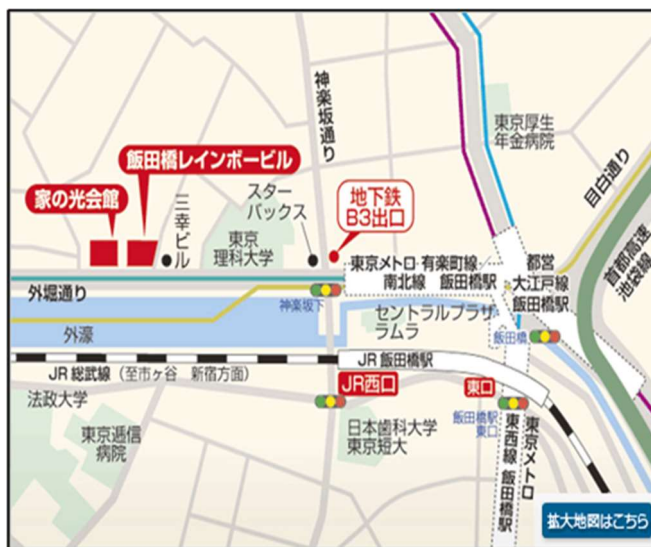 神楽坂通り
東京厚生
年金病院
目白通り
首都高速
池袋線
飯田橋レインボービル
家の光会館
三幸ビル
スター
バックス
地下鉄
B3出口
東京
理科大学
東京メトロ 有楽町線
南北線 飯田橋駅
都営
大江戸線
飯田橋駅
外堀通り
神楽坂下
セントラルプラザ
ラムラ
飯田橋
外濠
JR 飯田橋駅
JR 総武線（至市ヶ谷 新宿方面）
JR西口
東口
法政大学
東京逓信
病院
日本歯科大学
東京短大
飯田橋駅
東口
東京メトロ
東西線 飯田橋駅
拡大地図はこちら